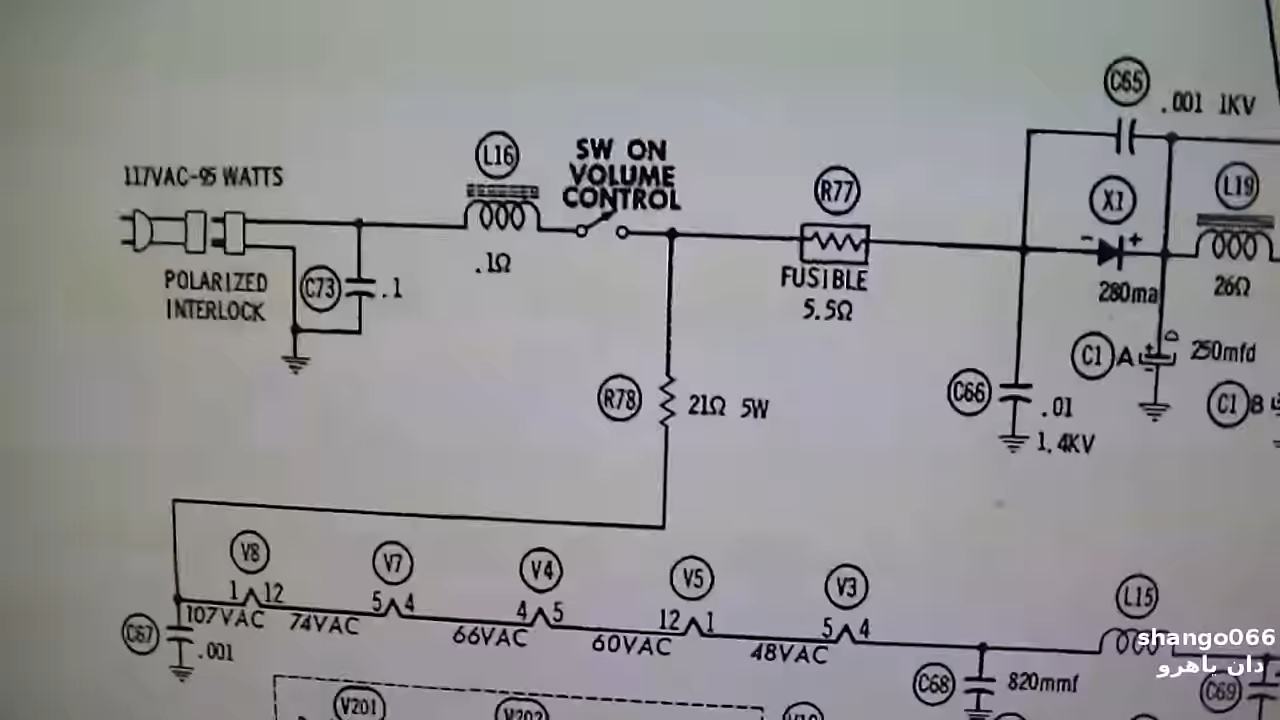 C65
.001 1KV
117VAC-95 WATTS
L16
SW ON
VOLUME
CONTROL
R77
X1
L19
- +
POLARIZED
INTERLOCK
C73
.1
.1Ω
FUSIBLE
5.5Ω
280ma
26Ω
C1 A
250mfd
R78
21Ω 5W
C66
.01
1.4KV
C1 B
V8
V7
V4
V5
V3
L15
1 12
5 4
4 5
12 1
5 4
107VAC
74VAC
66VAC
60VAC
48VAC
C67
.001
C68
820mmf
C69
shango066
دان یاهرو
V201
V202